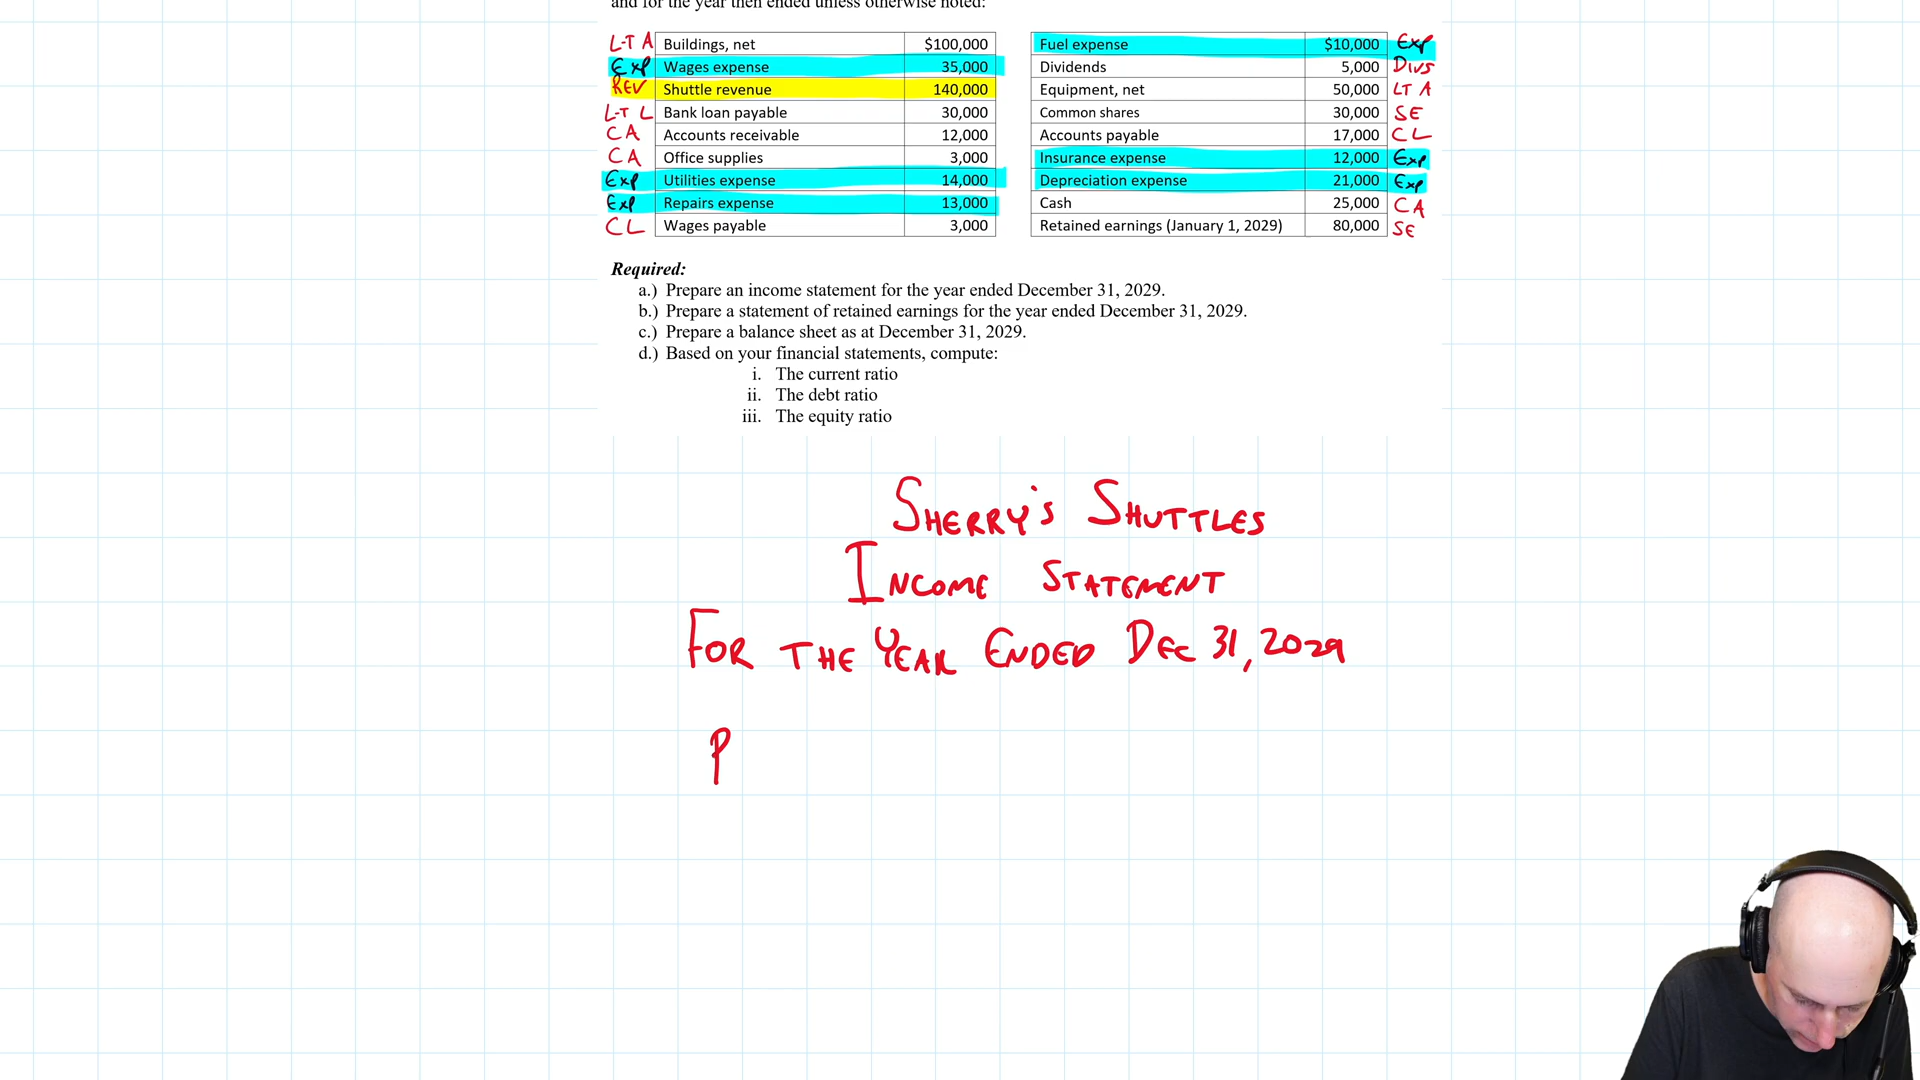 and for the year then ended unless otherwise noted:
L-T A Buildings, net $100,000 Fuel expense $10,000 Exp
Exp Wages expense 35,000 Dividends 5,000 DIVS
REV Shuttle revenue 140,000 Equipment, net 50,000 LT A
L-T L Bank loan payable 30,000 Common shares 30,000 SE
CA Accounts receivable 12,000 Accounts payable 17,000 CL
CA Office supplies 3,000 Insurance expense 12,000 Exp
Exp Utilities expense 14,000 Depreciation expense 21,000 Exp
Exp Repairs expense 13,000 Cash 25,000 CA
CL Wages payable 3,000 Retained earnings (January 1, 2029) 80,000 SE
Required:
a.) Prepare an income statement for the year ended December 31, 2029.
b.) Prepare a statement of retained earnings for the year ended December 31, 2029.
c.) Prepare a balance sheet as at December 31, 2029.
d.) Based on your financial statements, compute:
i. The current ratio
ii. The debt ratio
iii. The equity ratio
SHERRY'S SHUTTLES
INCOME STATEMENT
FOR THE YEAR ENDED DEC 31, 2029
P